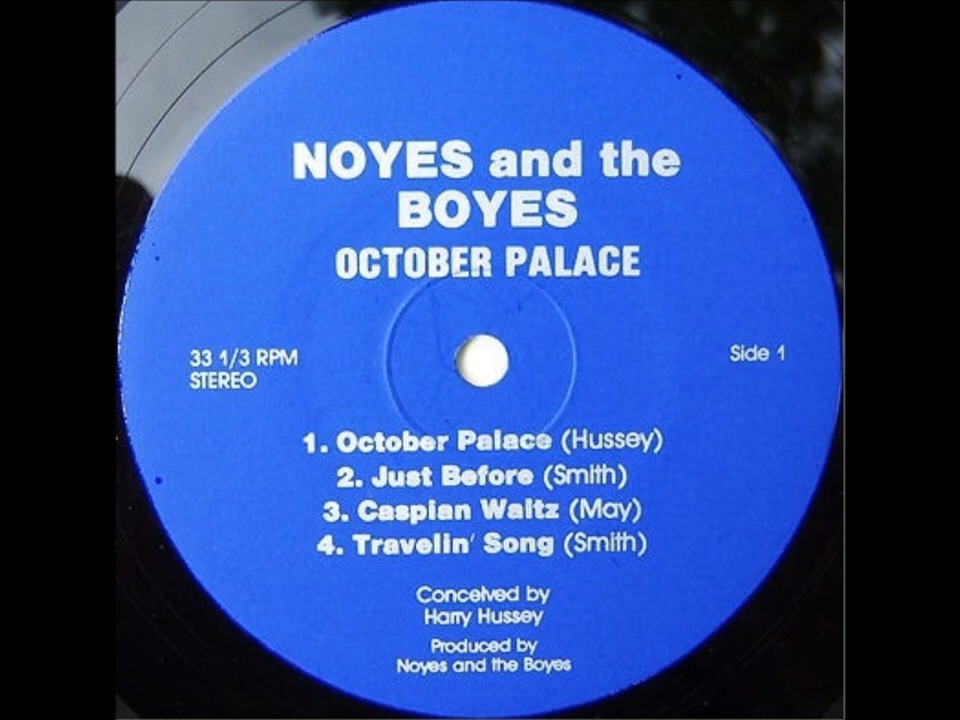 NOYES and the
BOYES
OCTOBER PALACE
33 1/3 RPM
STEREO
Side 1
1. October Palace (Hussey)
2. Just Before (Smith)
3. Caspian Waltz (May)
4. Travelin' Song (Smith)
Conceived by
Harry Hussey
Produced by
Noyes and the Boyes